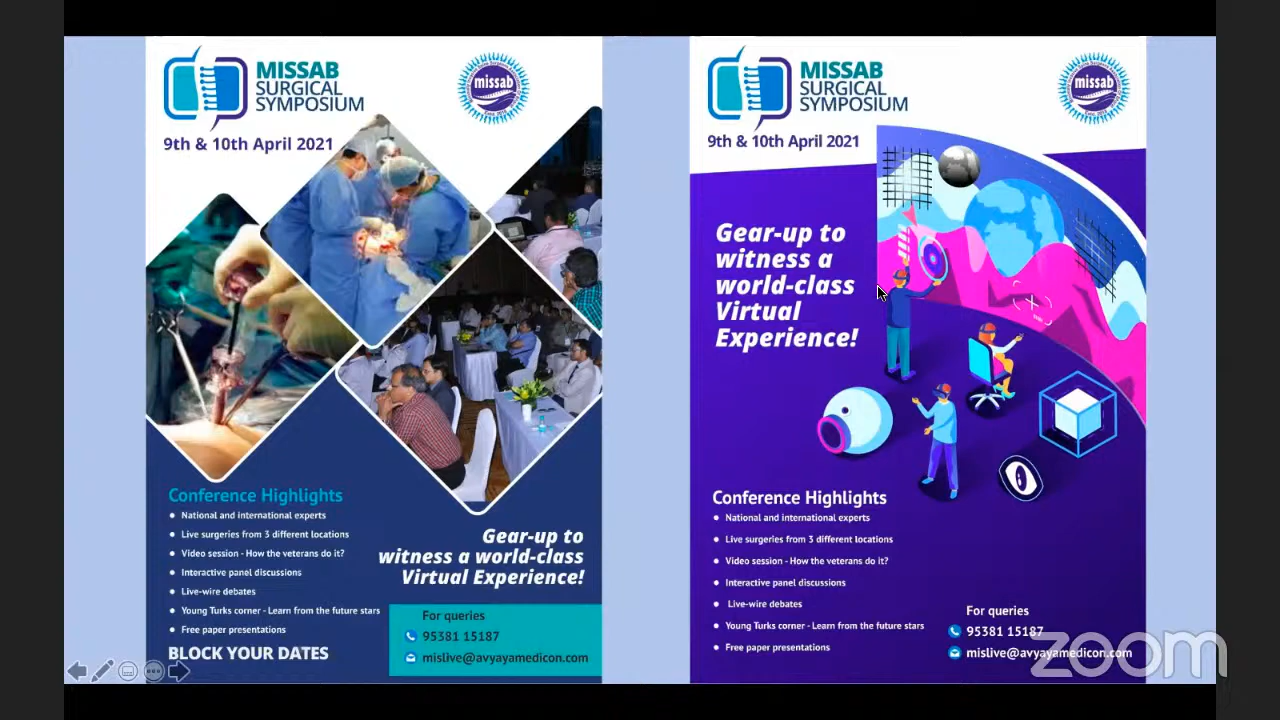 MISSAB
SURGICAL
SYMPOSIUM
missab
9th & 10th April 2021
Conference Highlights
National and international experts
Live surgeries from 3 different locations
Video session - How the veterans do it?
Interactive panel discussions
Live-wire debates
Young Turks corner - Learn from the future stars
Free paper presentations
BLOCK YOUR DATES
Gear-up to
witness a world-class
Virtual Experience!
For queries
95381 15187
mislive@avyayamedicon.com
MISSAB
SURGICAL
SYMPOSIUM
missab
9th & 10th April 2021
Gear-up to
witness a
world-class
Virtual
Experience!
Conference Highlights
National and international experts
Live surgeries from 3 different locations
Video session - How the veterans do it?
Interactive panel discussions
Live-wire debates
Young Turks corner - Learn from the future stars
Free paper presentations
For queries
95381 15187
mislive@avyayamedicon.com
zoom